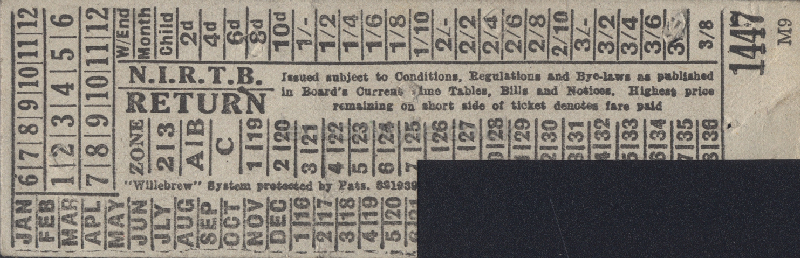 6 7 8 9 10 11 12
1 2 3 4 5 6
7 8 9 10 11 12
W/End
Month
Child
2d
4d
6d
8d
10d
1/-
1/2
1/4
1/6
1/8
1/10
2/-
2/2
2/4
2/6
2/8
2/10
3/-
3/2
3/4
3/6
3/8
1447
M9
N.I.R.T.B.
RETURN
Issued subject to Conditions, Regulations and Bye-laws as published
in Board's Current Time Tables, Bills and Notices. Highest price
remaining on short side of ticket denotes fare paid
ZONE
2 3
A B
C
1 19
2 20
3 21
4 22
5 23
6 24
7 25
26
27
28
29
30
31
32
33
34
35
36
"Willebrew" System protected by Pats.
JAN
FEB
MAR
APL
MAY
JUN
JLY
AUG
SEP
OCT
NOV
DEC
1 16
2 17
3 18
4 19
5 20
6 21